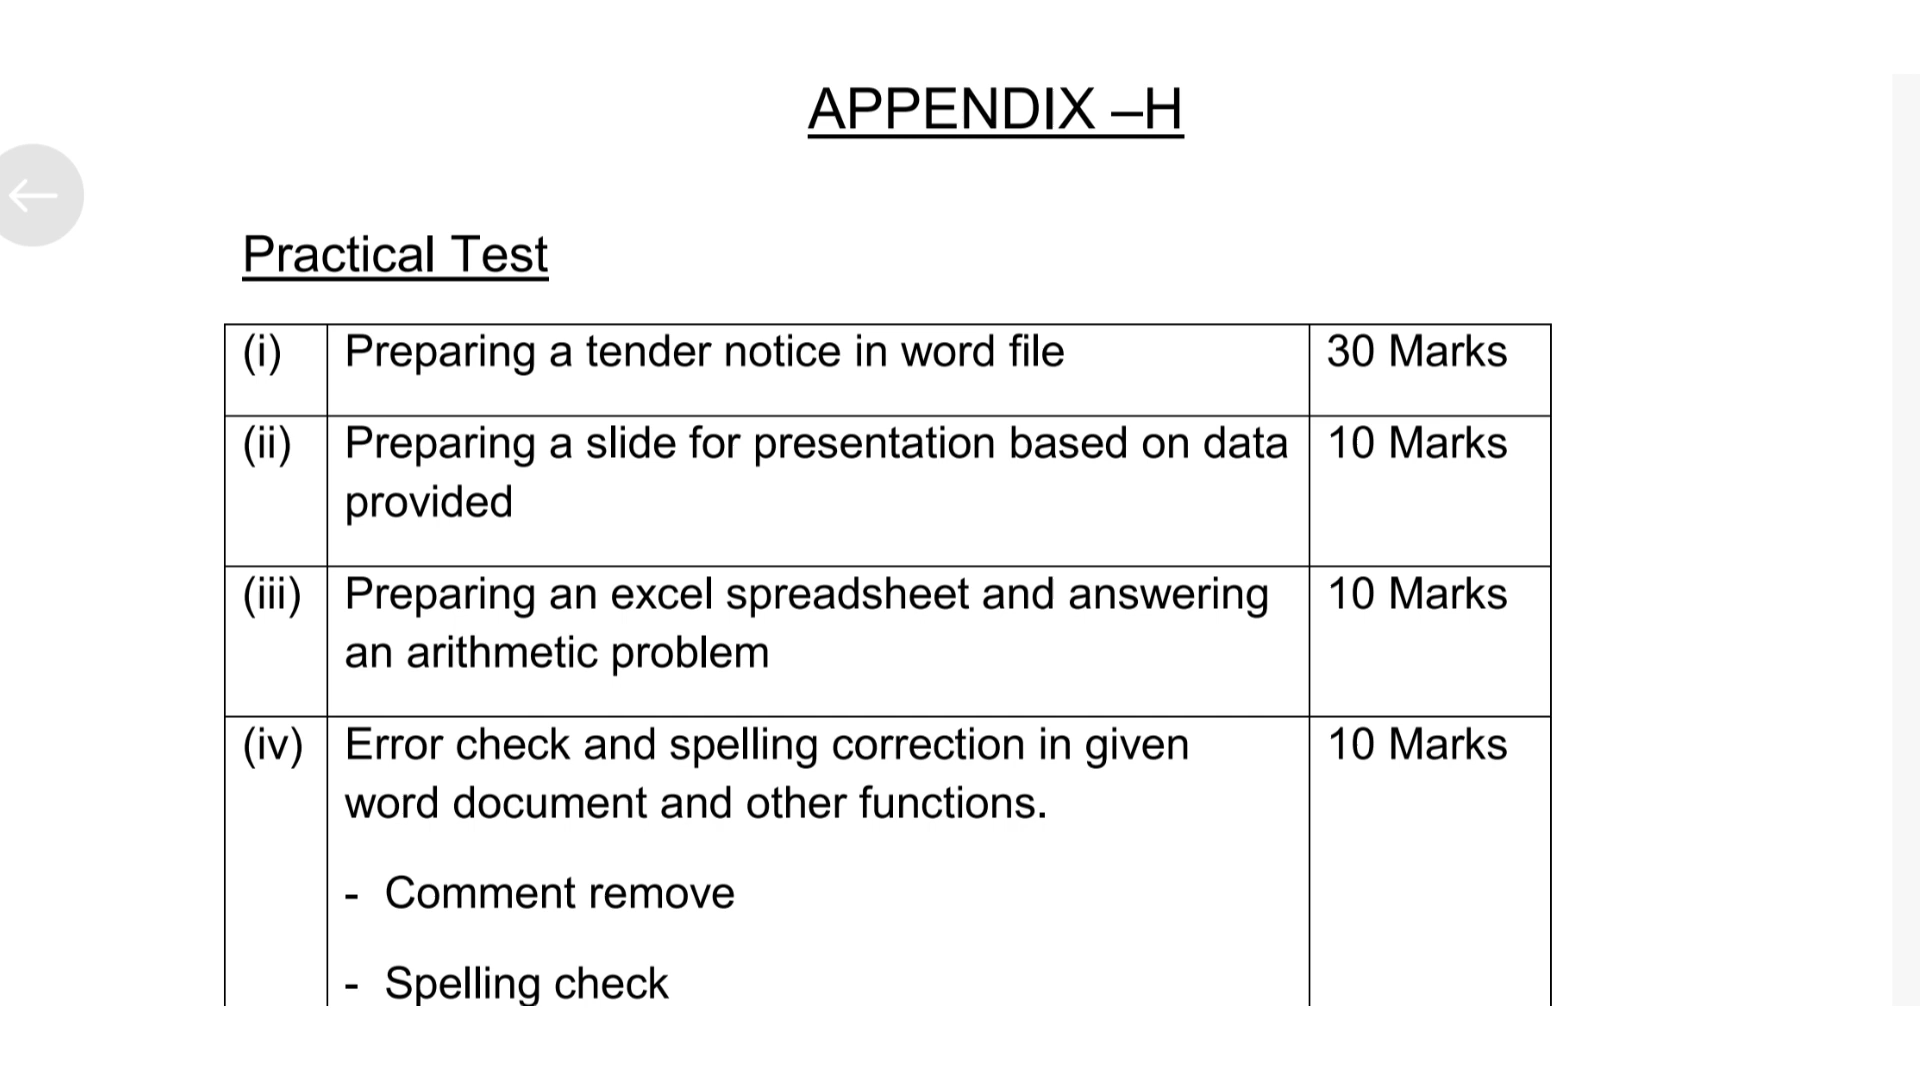 APPENDIX –H
Practical Test
(i) Preparing a tender notice in word file 30 Marks
(ii) Preparing a slide for presentation based on data 10 Marks
provided
(iii) Preparing an excel spreadsheet and answering 10 Marks
an arithmetic problem
(iv) Error check and spelling correction in given 10 Marks
word document and other functions.
- Comment remove
- Spelling check